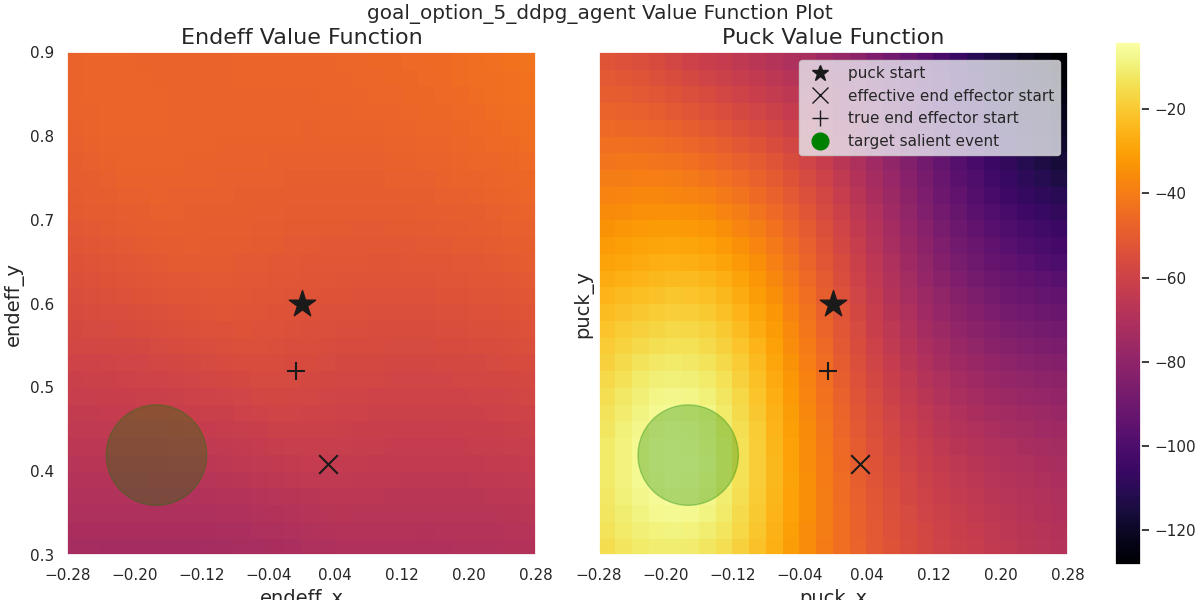 goal_option_5_ddpg_agent Value Function Plot
Endeff Value Function
Puck Value Function
puck start
effective end effector start
true end effector start
target salient event
endeff_y
0.9
0.8
0.7
0.6
0.5
0.4
0.3
−0.28 −0.20 −0.12 −0.04 0.04 0.12 0.20 0.28
endeff_x
puck_y
−0.28 −0.20 −0.12 −0.04 0.04 0.12 0.20 0.28
puck_x
−20
−40
−60
−80
−100
−120